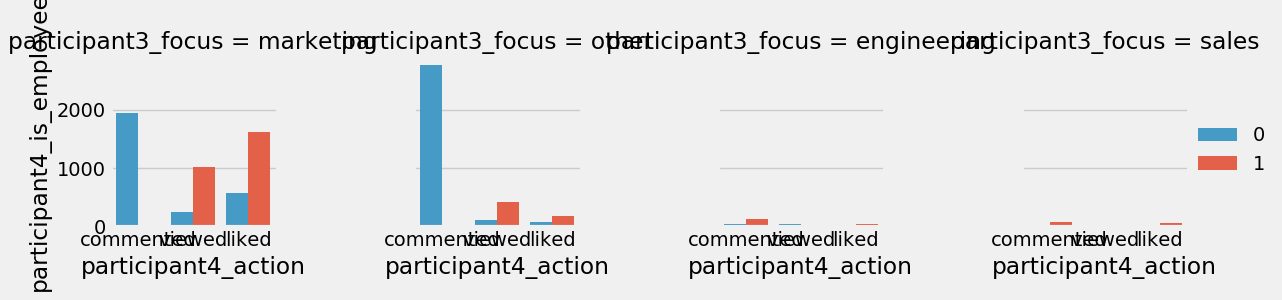 participant3_focus = marketing
participant3_focus = other
participant3_focus = engineering
participant3_focus = sales
participant4_is_employee
2000
1000
0
0
1
commented viewed liked
commented viewed liked
commented viewed liked
commented viewed liked
participant4_action
participant4_action
participant4_action
participant4_action